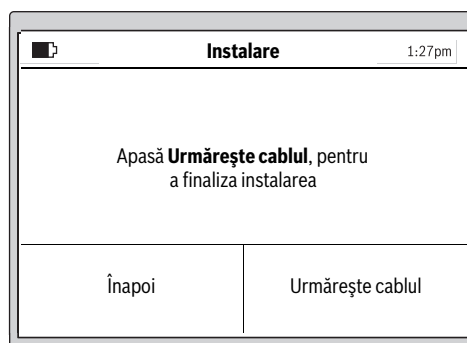 Instalare
1:27pm
Apasă Urmăreşte cablul, pentru
a finaliza instalarea
Înapoi
Urmăreşte cablul